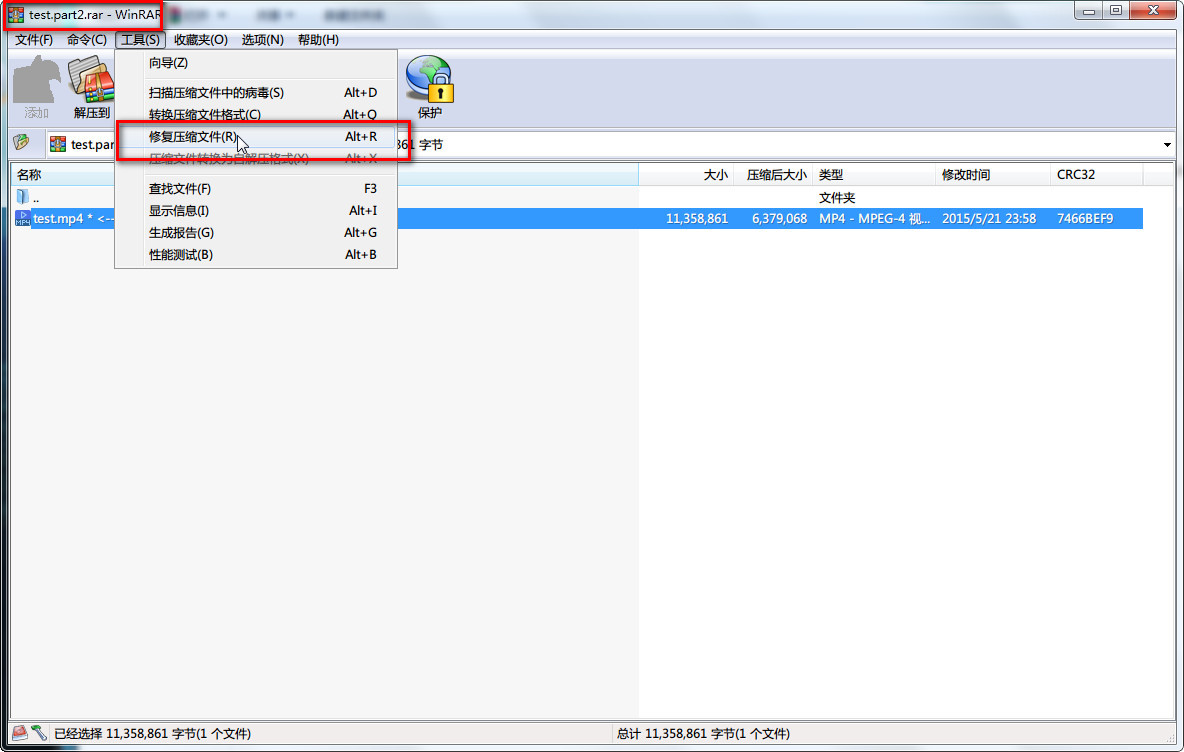 test.part2.rar - WinRAR
文件(F) 命令(C) 工具(S) 收藏夹(O) 选项(N) 帮助(H)
向导(Z)
扫描压缩文件中的病毒(S) Alt+D
转换压缩文件格式(C) Alt+Q
修复压缩文件(R) Alt+R
压缩文件转换为自解压格式(X) Alt+X
查找文件(F) F3
显示信息(I) Alt+I
生成报告(G) Alt+G
性能测试(B) Alt+B
添加 解压到 保护
test.par 861 字节
名称 大小 压缩后大小 类型 修改时间 CRC32
.. 文件夹
test.mp4 * <-- 11,358,861 6,379,068 MP4 - MPEG-4 视... 2015/5/21 23:58 7466BEF9
已经选择 11,358,861 字节(1 个文件) 总计 11,358,861 字节(1 个文件)